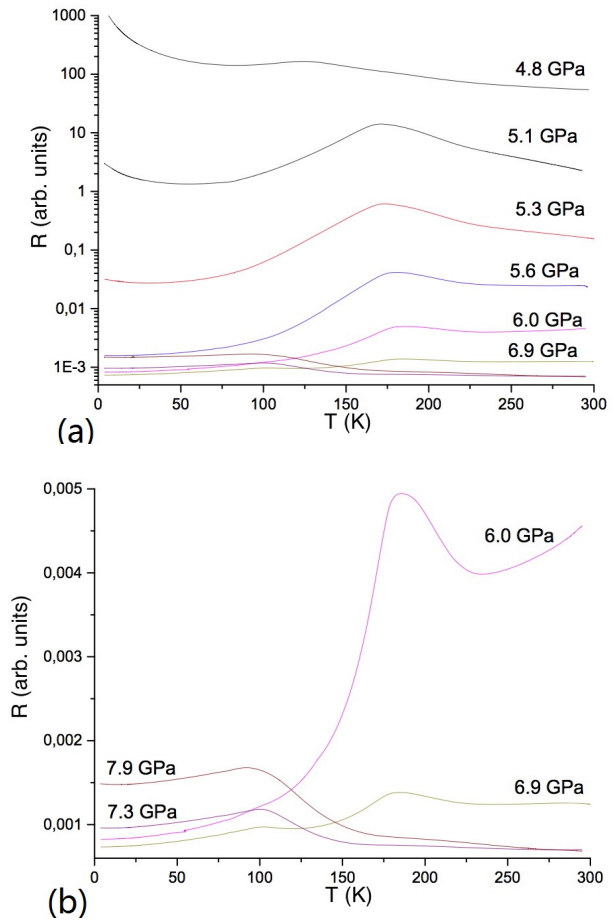 1000
100
10
1
0,1
0,01
1E-3
R (arb. units)
4.8 GPa
5.1 GPa
5.3 GPa
5.6 GPa
6.0 GPa
6.9 GPa
0 50 100 150 200 250 300
T (K)
(a)
0,005
0,004
0,003
0,002
0,001
R (arb. units)
6.0 GPa
7.9 GPa
7.3 GPa
6.9 GPa
0 50 100 150 200 250 300
T (K)
(b)